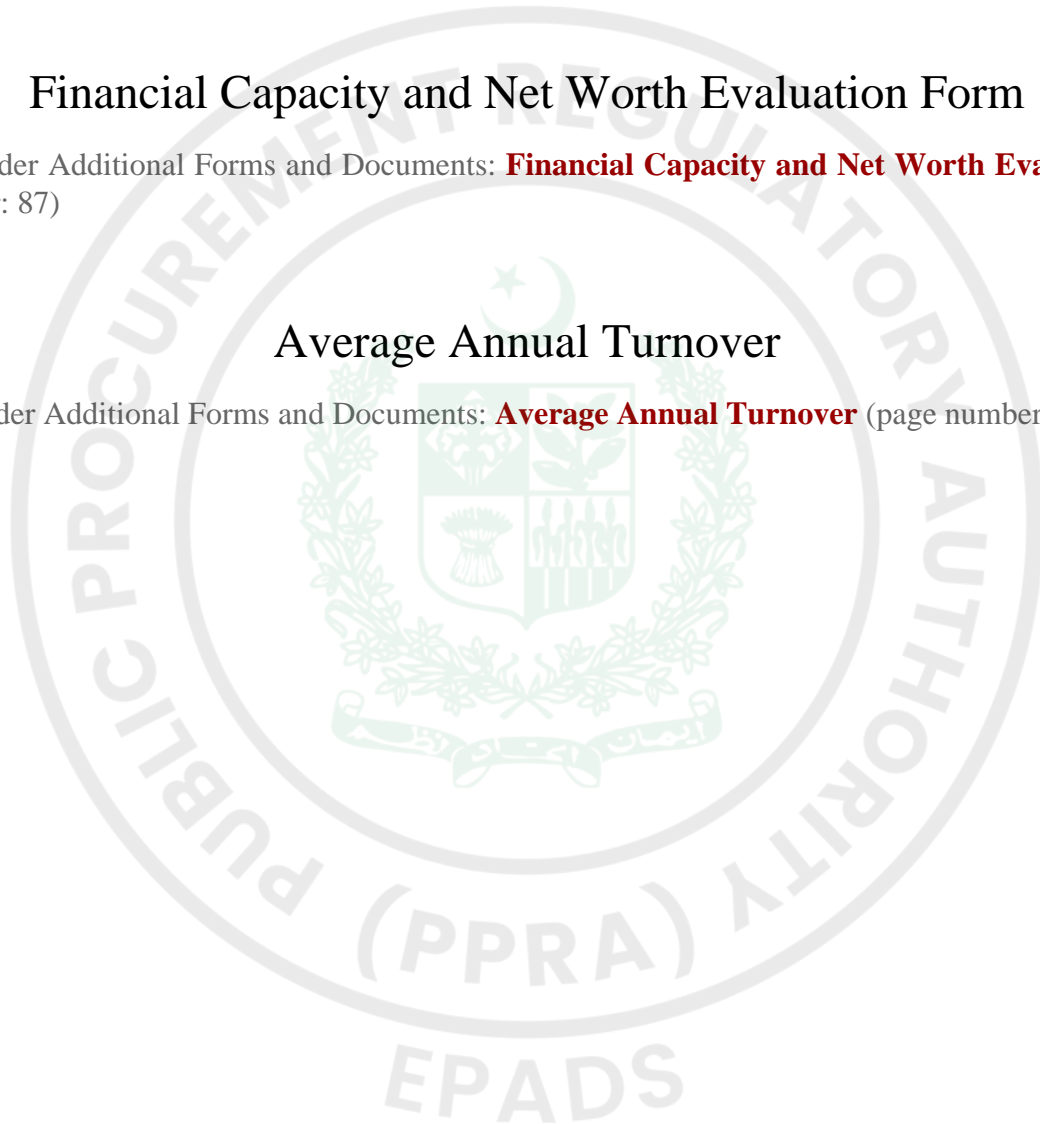 Financial Capacity and Net Worth Evaluation Form
der Additional Forms and Documents: Financial Capacity and Net Worth Eva
: 87)
Average Annual Turnover
der Additional Forms and Documents: Average Annual Turnover (page number
PUBLIC PROCUREMENT REGULATORY AUTHORITY
(PPRA)
EPADS